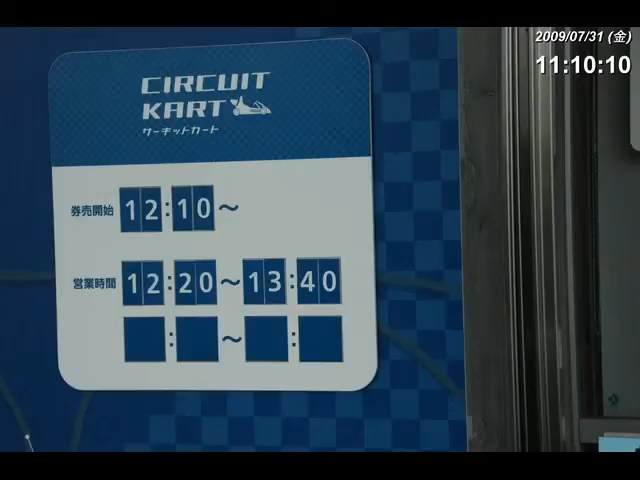 2009/07/31 (金)
11:10:10
CIRCUIT
KART
サーキットカート
券売開始 12:10～
営業時間 12:20～13:40
: ～ :